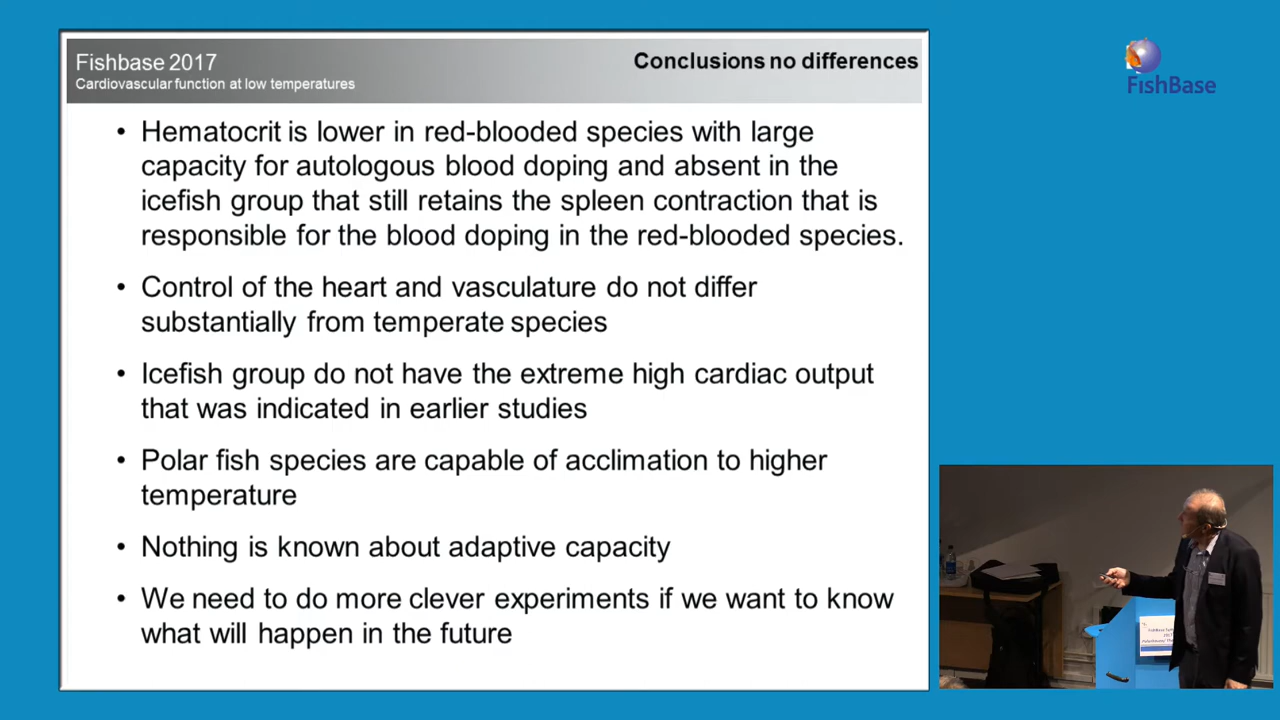 Fishbase 2017
Cardiovascular function at low temperatures
Conclusions no differences
FishBase
• Hematocrit is lower in red-blooded species with large
capacity for autologous blood doping and absent in the
icefish group that still retains the spleen contraction that is
responsible for the blood doping in the red-blooded species.
• Control of the heart and vasculature do not differ
substantially from temperate species
• Icefish group do not have the extreme high cardiac output
that was indicated in earlier studies
• Polar fish species are capable of acclimation to higher
temperature
• Nothing is known about adaptive capacity
• We need to do more clever experiments if we want to know
what will happen in the future
2017